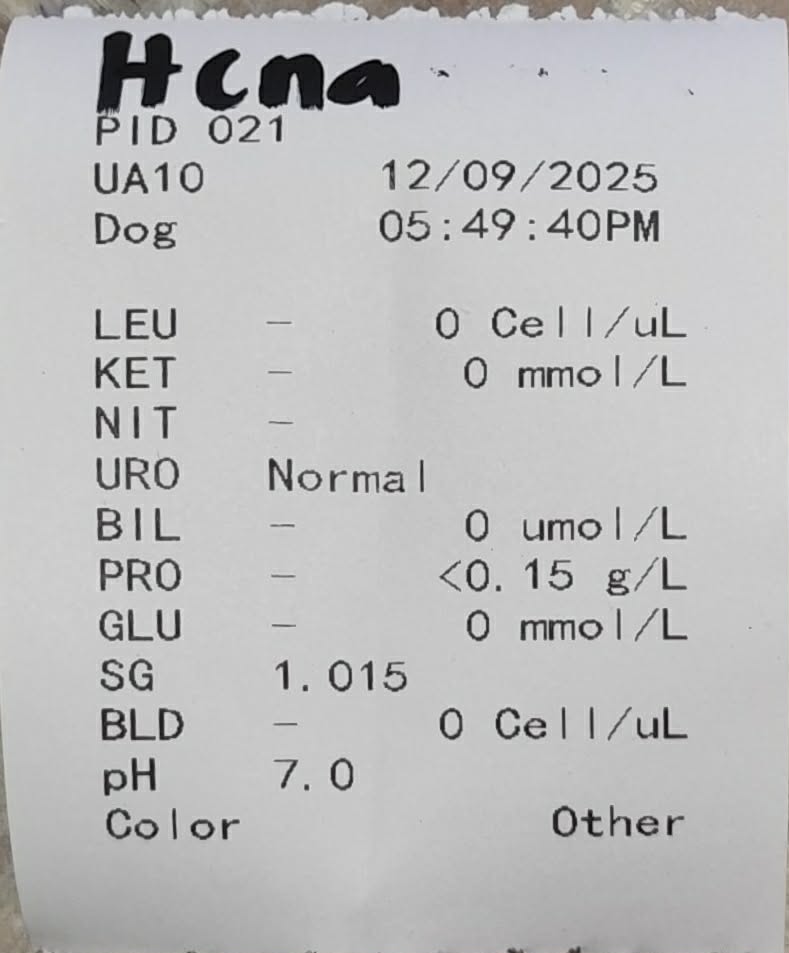 Hcna
PID 021
UA10 12/09/2025
Dog 05:49:40PM
LEU - 0 Cell/uL
KET - 0 mmol/L
NIT -
URO Normal
BIL - 0 umol/L
PRO - <0.15 g/L
GLU - 0 mmol/L
SG 1.015
BLD - 0 Cell/uL
pH 7.0
Color Other